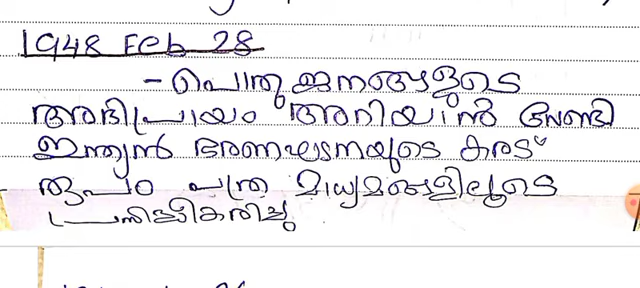 1948 Feb 28
- പൊതുജനങ്ങളുടെ
അഭിപ്രായം അറിയാൻ വേണ്ടി
ഇന്ത്യൻ ഭരണഘടനയുടെ കരട്
രൂപം പത്ര മാധ്യമങ്ങളിലൂടെ
പ്രസിദ്ധീകരിച്ചു